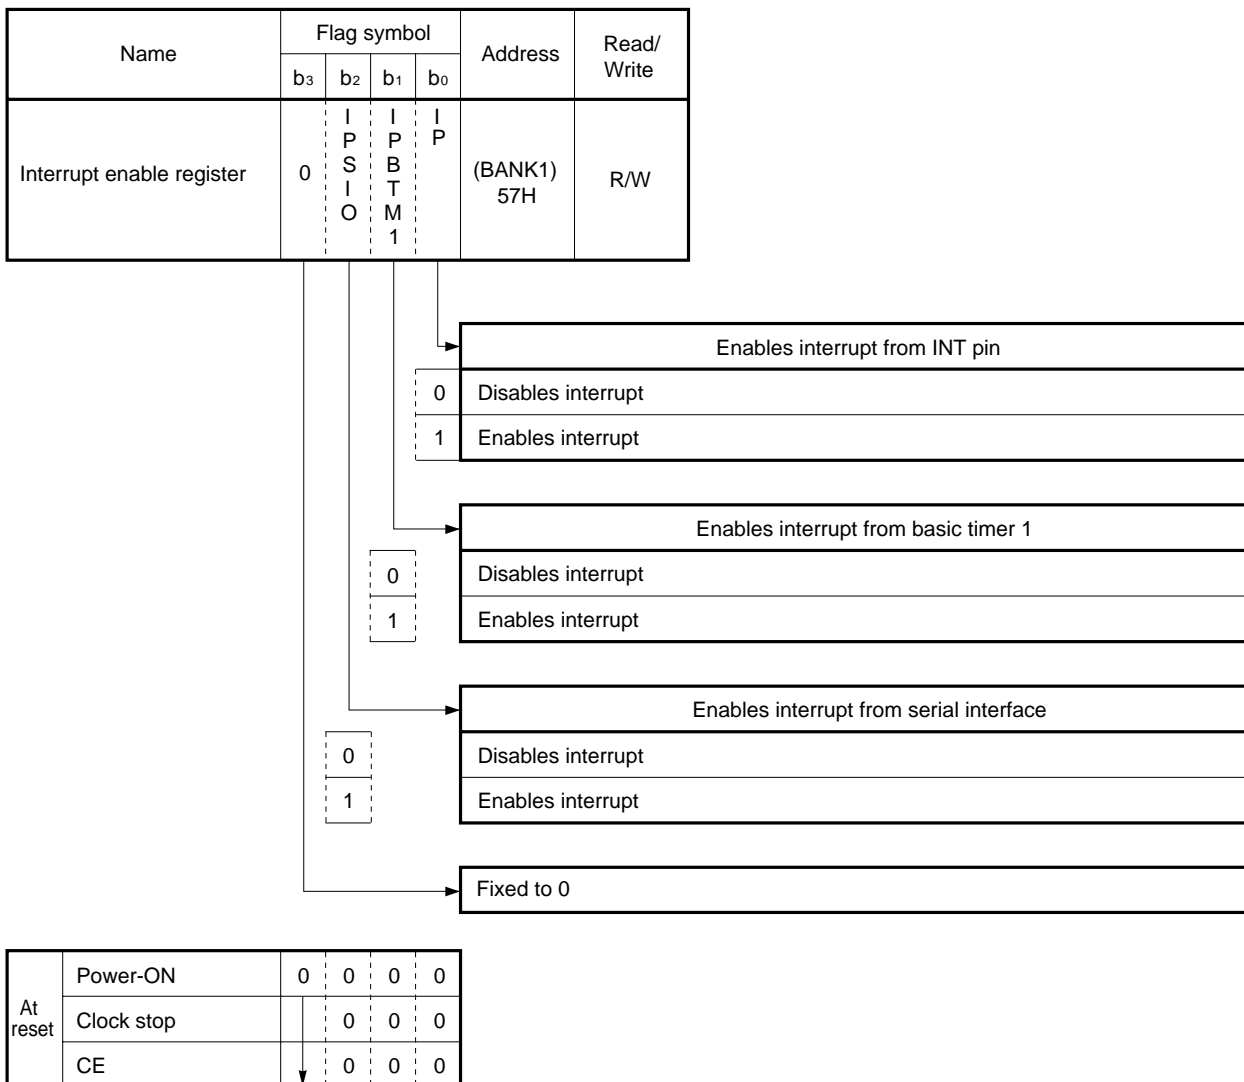 Name Flag symbol Address Read/
Write
b3 b2 b1 b0
Interrupt enable register 0 IPSIO IPBTM1 IP (BANK1)
57H R/W
Enables interrupt from INT pin
0 Disables interrupt
1 Enables interrupt
Enables interrupt from basic timer 1
0 Disables interrupt
1 Enables interrupt
Enables interrupt from serial interface
0 Disables interrupt
1 Enables interrupt
Fixed to 0
At
reset
Power-ON 0 0 0 0
Clock stop 0 0 0
CE 0 0 0